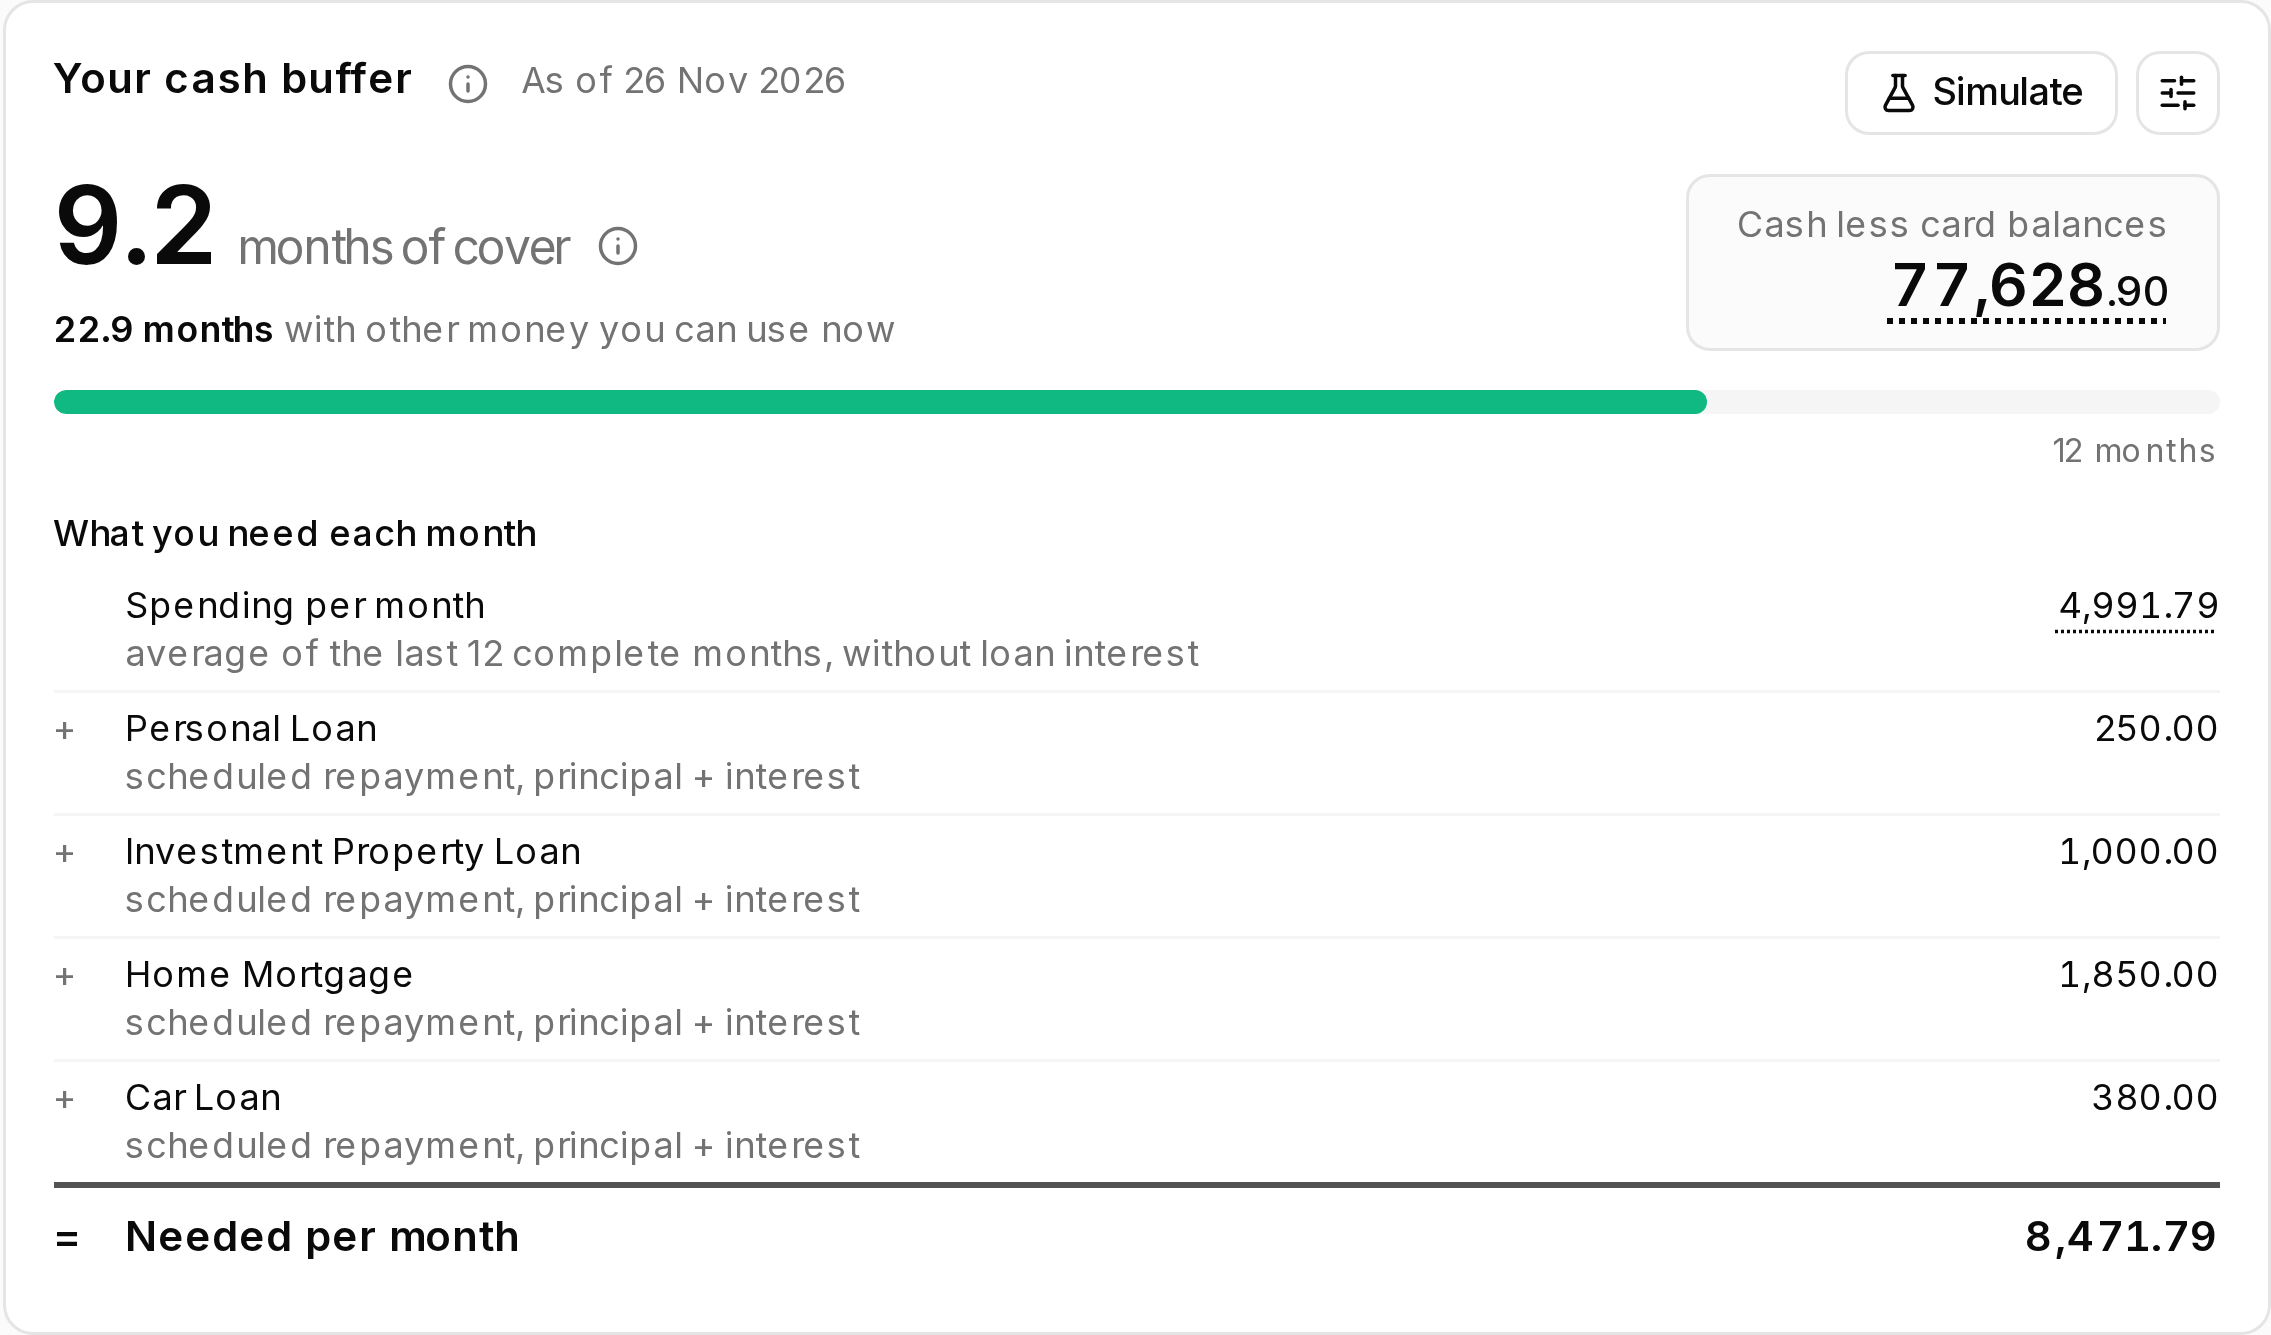 Your cash buffer As of 26 Nov 2026
Simulate
9.2 months of cover
22.9 months with other money you can use now
Cash less card balances
77,628.90
12 months
What you need each month
Spending per month 4,991.79
average of the last 12 complete months, without loan interest
+ Personal Loan 250.00
scheduled repayment, principal + interest
+ Investment Property Loan 1,000.00
scheduled repayment, principal + interest
+ Home Mortgage 1,850.00
scheduled repayment, principal + interest
+ Car Loan 380.00
scheduled repayment, principal + interest
= Needed per month 8,471.79